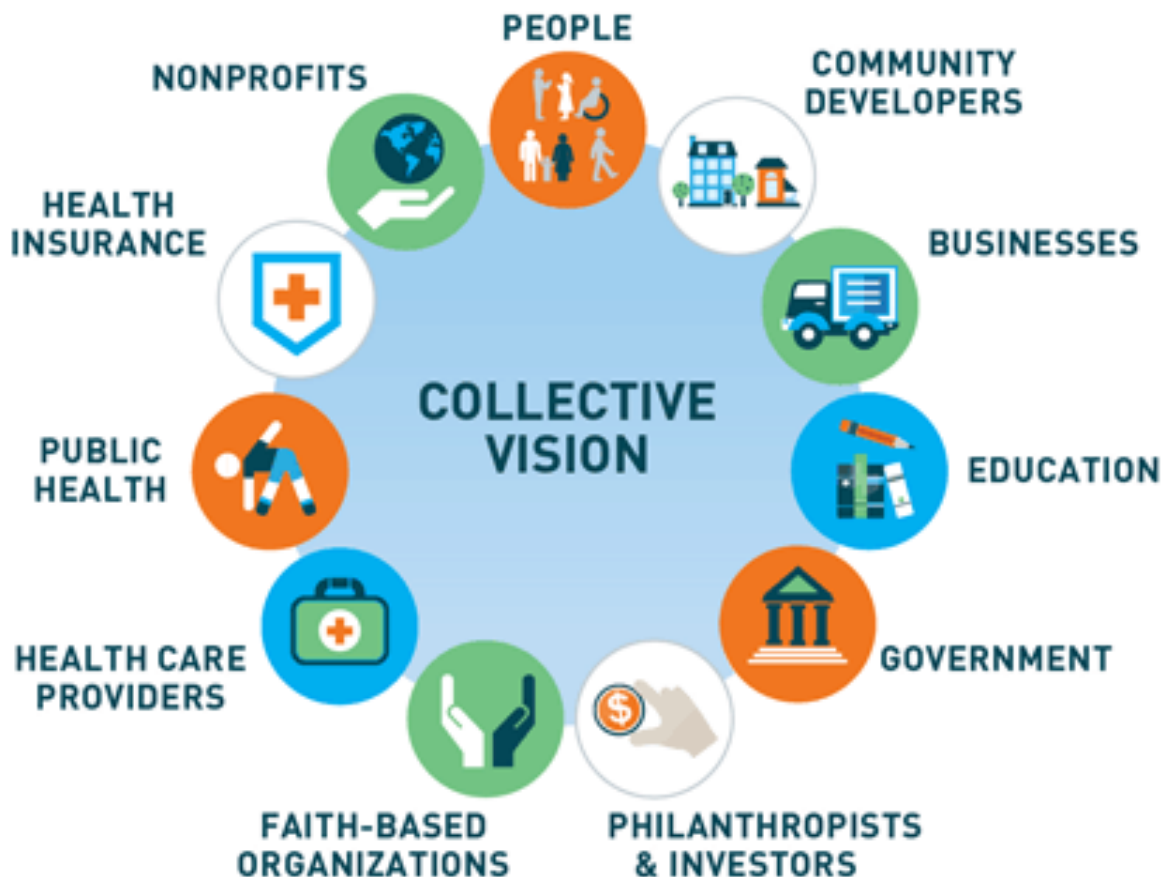 PEOPLE
COMMUNITY
DEVELOPERS
BUSINESSES
EDUCATION
GOVERNMENT
PHILANTHROPISTS
& INVESTORS
FAITH-BASED
ORGANIZATIONS
HEALTH CARE
PROVIDERS
PUBLIC
HEALTH
HEALTH
INSURANCE
NONPROFITS
COLLECTIVE
VISION
$